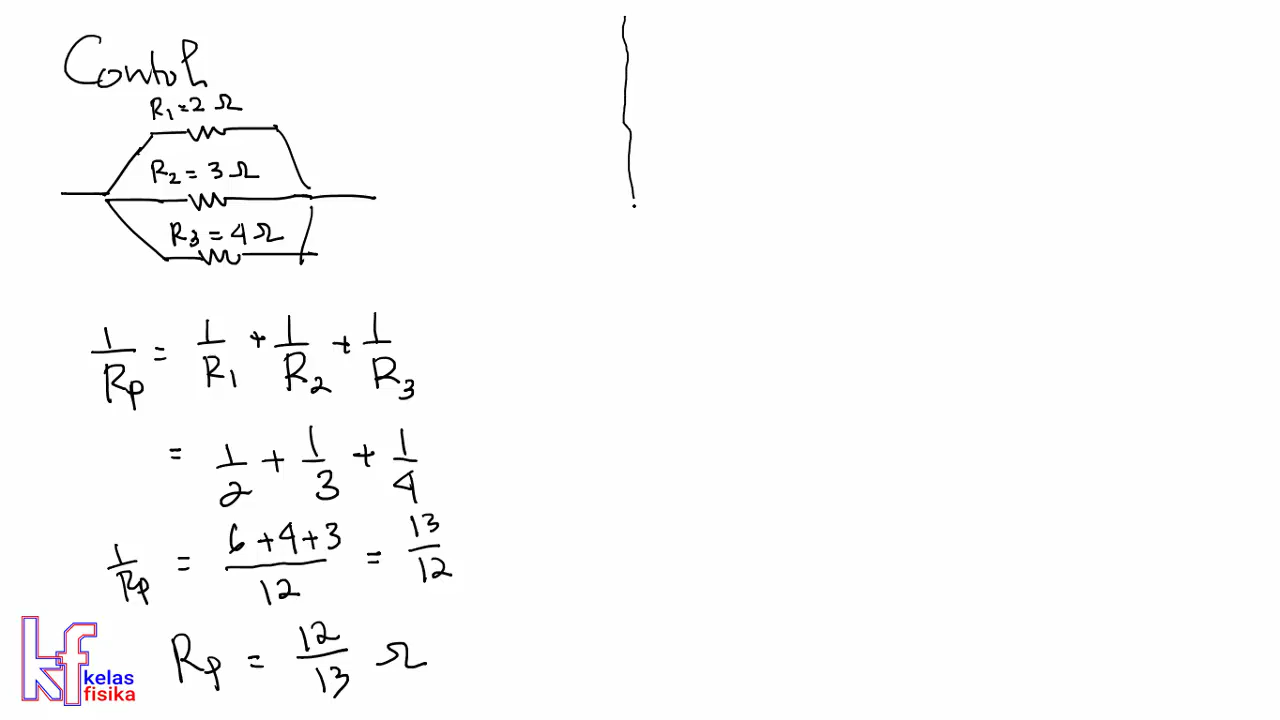 Contoh
R₁=2 Ω
R₂ = 3 Ω
R₃ = 4 Ω
1/Rp = 1/R₁ + 1/R₂ + 1/R₃
= 1/2 + 1/3 + 1/4
1/Rp = (6+4+3)/12 = 13/12
Rp = 12/13 Ω
kf kelas
fisika